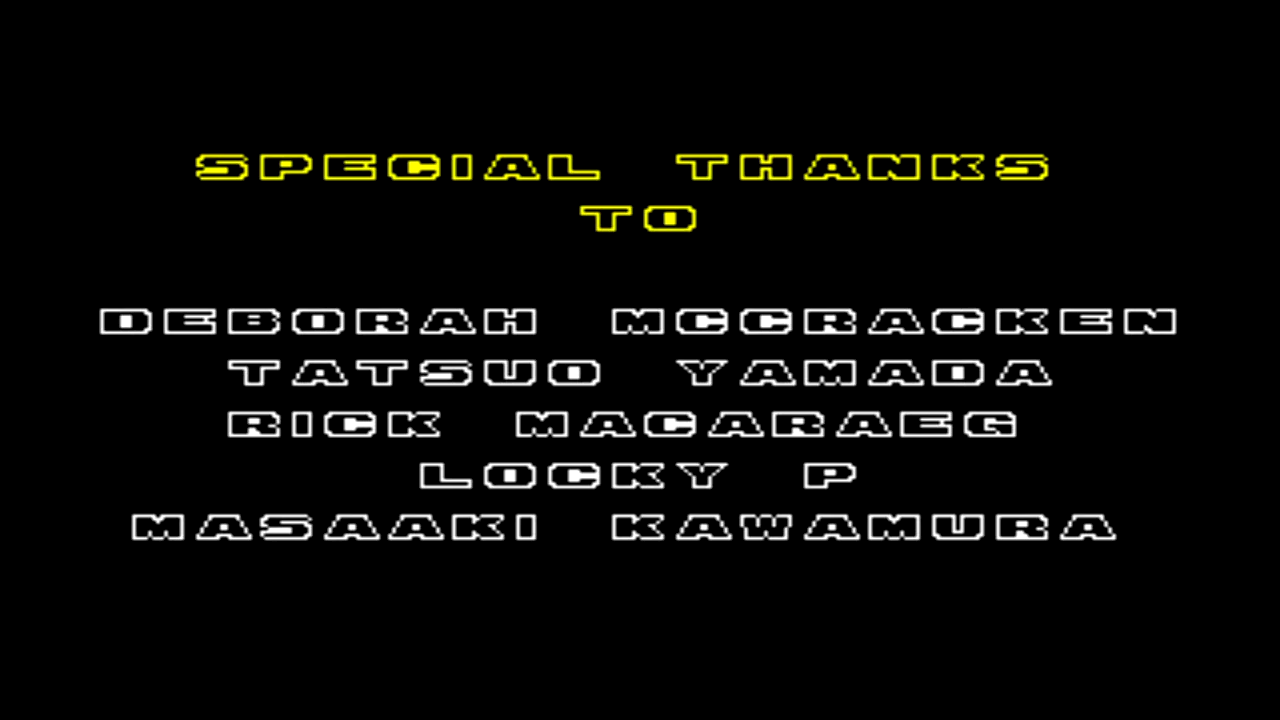 SPECIAL THANKS
TO
DEBORAH MCCRACKEN
TATSUO YAMADA
RICK MACARAEG
LOCKY P
MASAAKI KAWAMURA